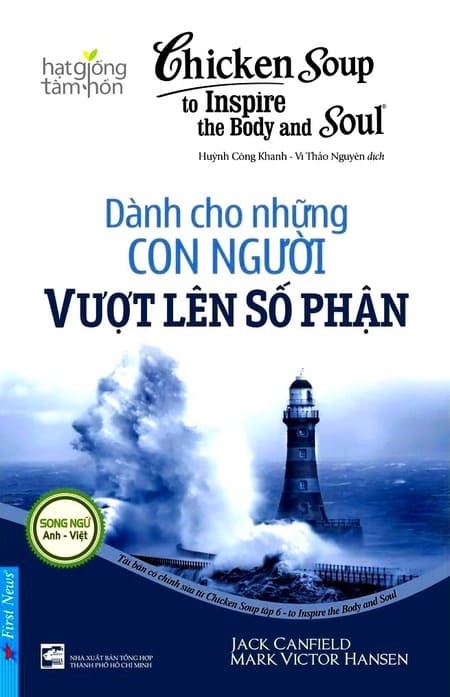 hạt giống
tâm hồn
Chicken Soup
to Inspire
the Body and Soul®
Huỳnh Công Khanh - Vi Thảo Nguyên dịch
Dành cho những
CON NGƯỜI
VƯỢT LÊN SỐ PHẬN
SONG NGỮ
Anh - Việt
Tái bản có chỉnh sửa từ Chicken Soup tập 6 - to Inspire the Body and Soul
First News
NHÀ XUẤT BẢN TỔNG HỢP
THÀNH PHỐ HỒ CHÍ MINH
JACK CANFIELD
MARK VICTOR HANSEN